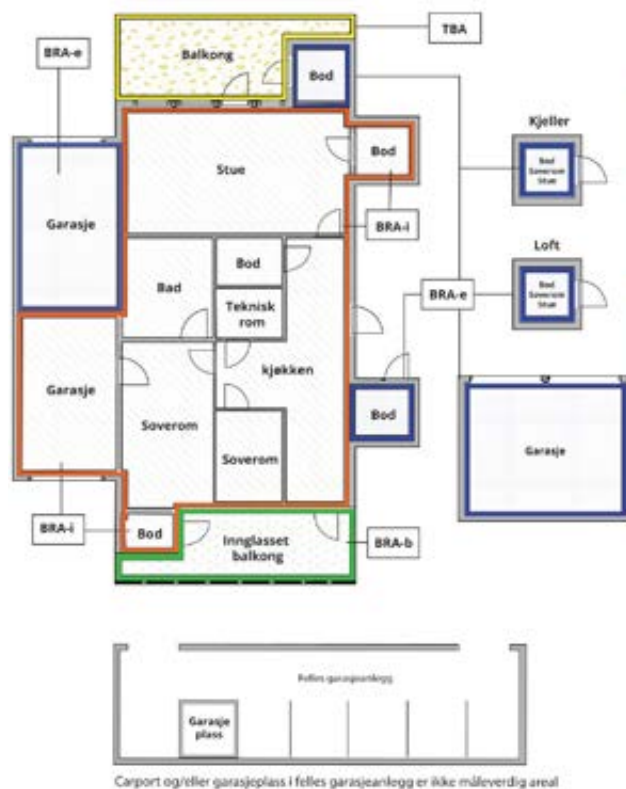 TBA
BRA-e
Balkong
Bod
Kjeller
Bod
Soverom
Stue
Bod
Stue
BRA-i
Garasje
Loft
Bod
Bad
BRA-e
Bod
Soverom
Stue
Teknisk
rom
kjøkken
Garasje
Bod
Soverom
Garasje
Soverom
BRA-i
Bod
Innglasset
balkong
BRA-b
Felles garasjeanlegg
Garasje
plass
Carport og/eller garasjeplass i felles garasjeanlegg er ikke måleverdig areal